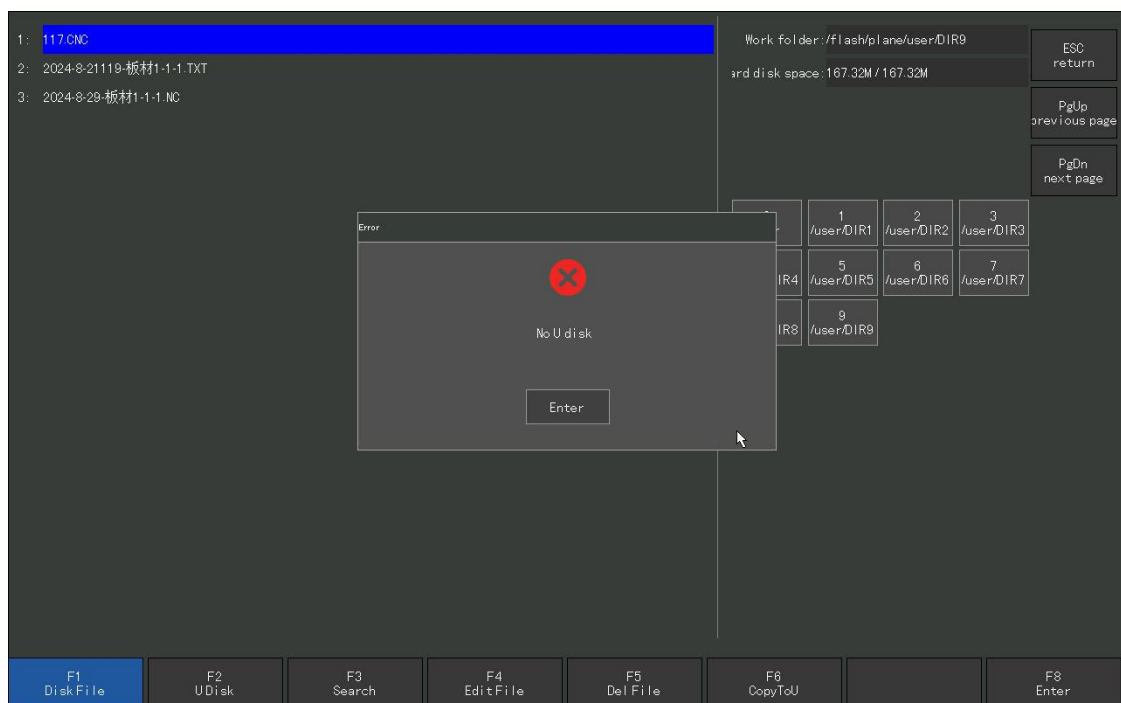 1: 117.CNC
2: 2024-8-21119-板材1-1-1.TXT
3: 2024-8-29-板材1-1-1.NC
Work folder:/flash/plane/user/DIR9
ard disk space:167.32M / 167.32M
ESC
return
PgUp
previous page
PgDn
next page
1
/user/DIR1
2
/user/DIR2
3
/user/DIR3
IR4
5
/user/DIR5
6
/user/DIR6
7
/user/DIR7
IR8
9
/user/DIR9
Error
No U disk
Enter
F1
DiskFile
F2
UDisk
F3
Search
F4
EditFile
F5
DelFile
F6
CopyToU
F8
Enter